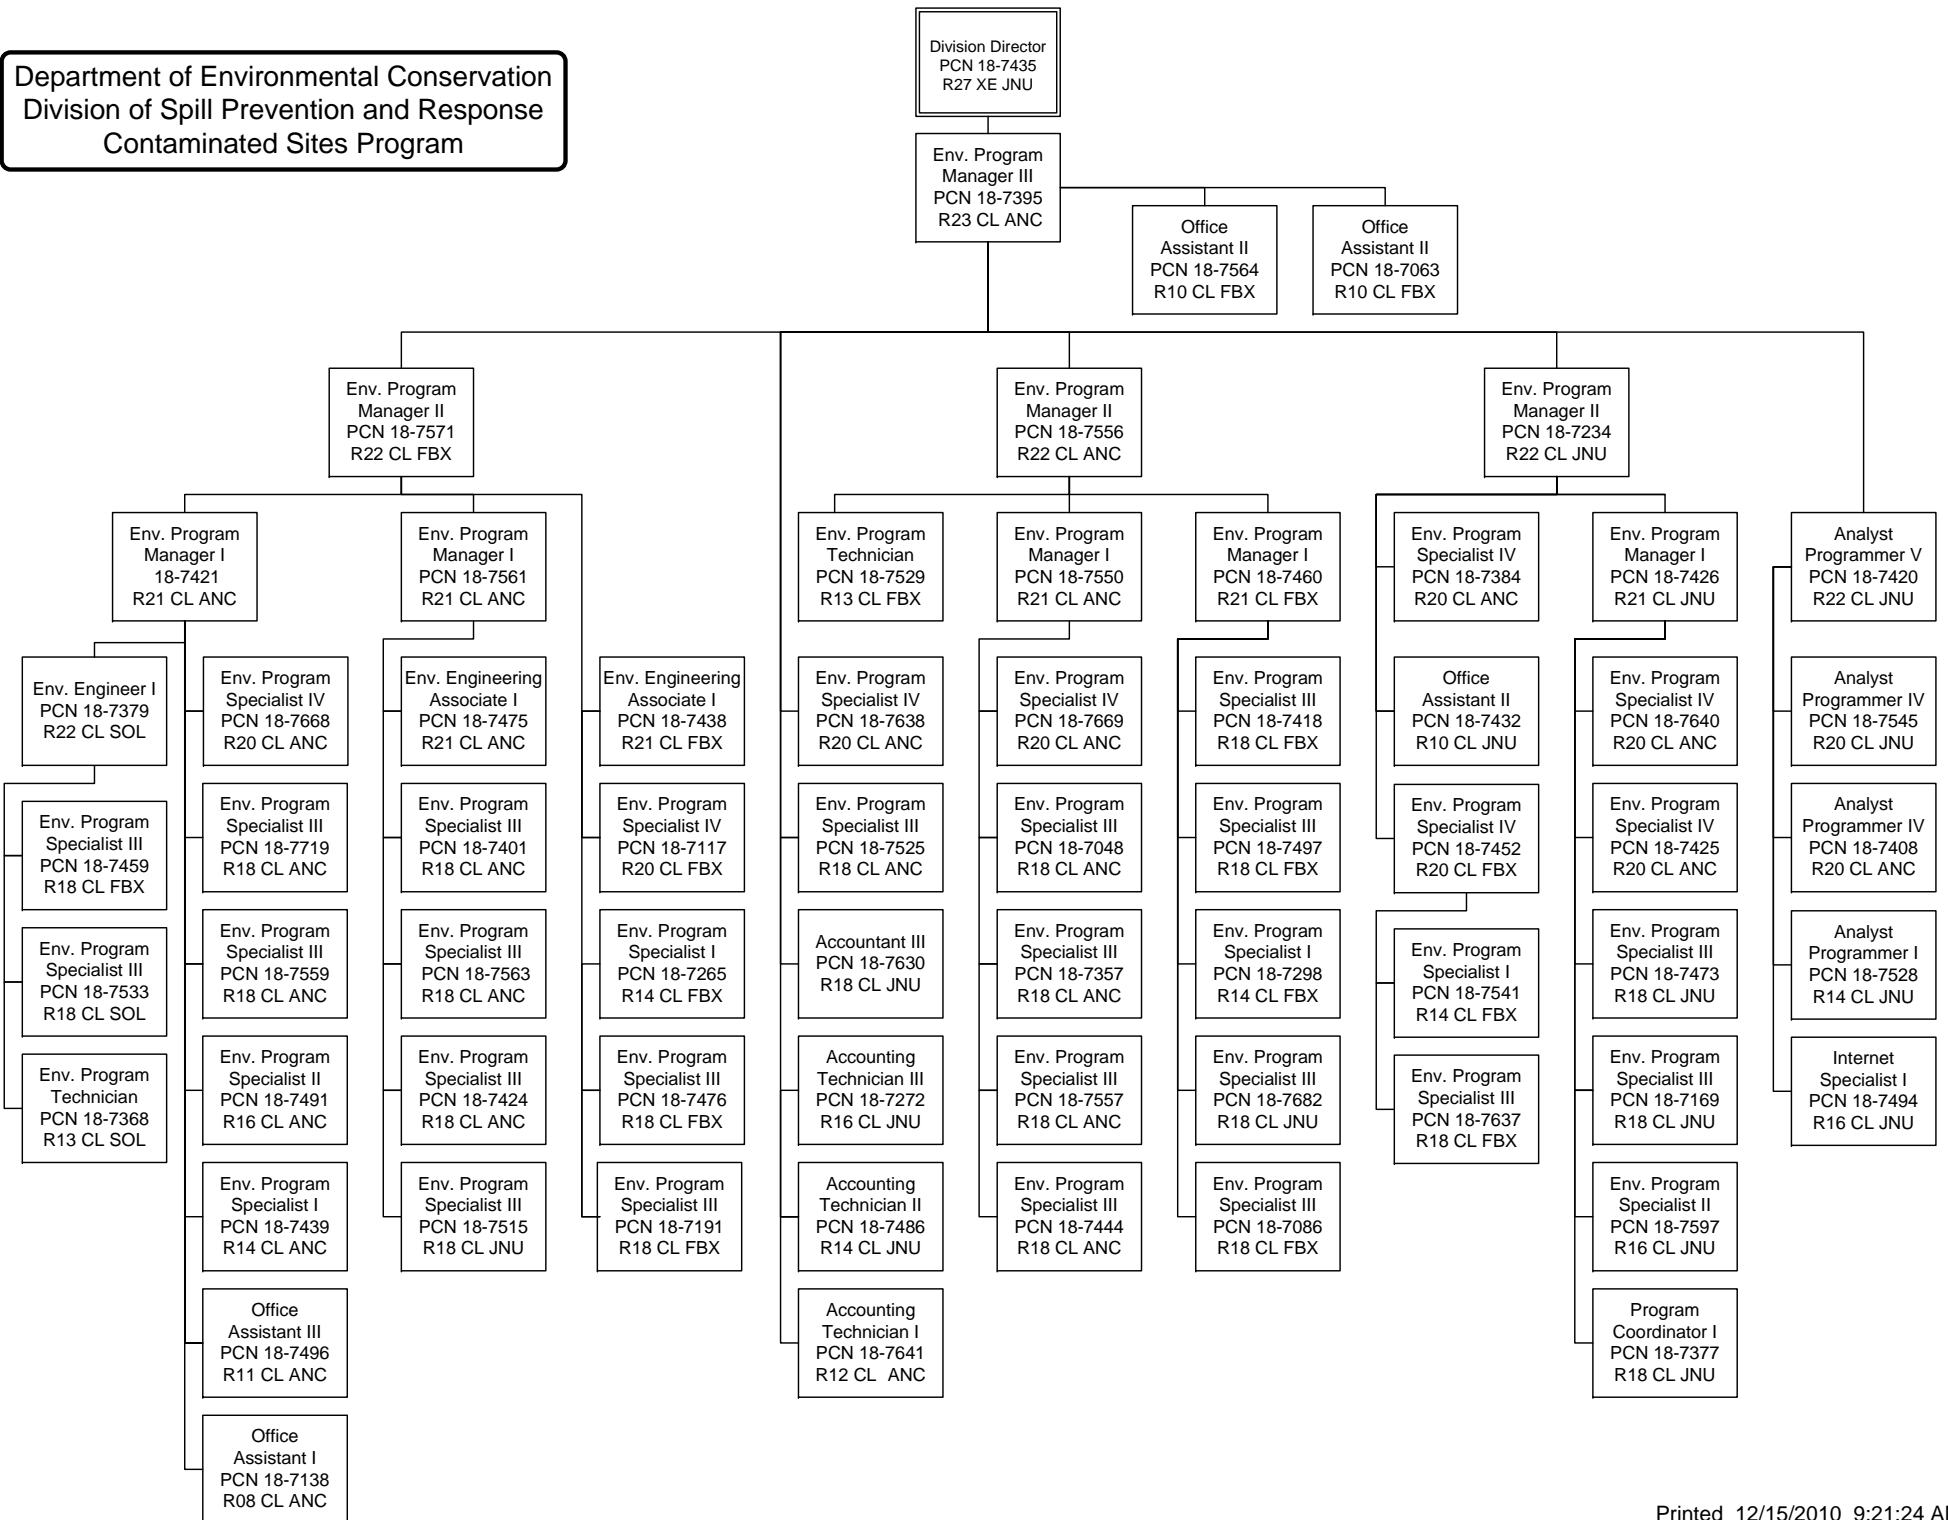 Department of Environmental Conservation
Division of Spill Prevention and Response
Contaminated Sites Program
Division Director
PCN 18-7435
R27 XE JNU
Env. Program
Manager III
PCN 18-7395
R23 CL ANC
Office
Assistant II
PCN 18-7564
R10 CL FBX
Office
Assistant II
PCN 18-7063
R10 CL FBX
Env. Program
Manager II
PCN 18-7571
R22 CL FBX
Env. Program
Manager II
PCN 18-7556
R22 CL ANC
Env. Program
Manager II
PCN 18-7234
R22 CL JNU
Env. Program
Manager I
18-7421
R21 CL ANC
Env. Program
Manager I
PCN 18-7561
R21 CL ANC
Env. Program
Technician
PCN 18-7529
R13 CL FBX
Env. Program
Manager I
PCN 18-7550
R21 CL ANC
Env. Program
Manager I
PCN 18-7460
R21 CL FBX
Env. Program
Specialist IV
PCN 18-7384
R20 CL ANC
Env. Program
Manager I
PCN 18-7426
R21 CL JNU
Analyst
Programmer V
PCN 18-7420
R22 CL JNU
Env. Engineer I
PCN 18-7379
R22 CL SOL
Env. Program
Specialist IV
PCN 18-7668
R20 CL ANC
Env. Engineering
Associate I
PCN 18-7475
R21 CL ANC
Env. Engineering
Associate I
PCN 18-7438
R21 CL FBX
Env. Program
Specialist IV
PCN 18-7638
R20 CL ANC
Env. Program
Specialist IV
PCN 18-7669
R20 CL ANC
Env. Program
Specialist III
PCN 18-7418
R18 CL FBX
Office
Assistant II
PCN 18-7432
R10 CL JNU
Env. Program
Specialist IV
PCN 18-7640
R20 CL ANC
Analyst
Programmer IV
PCN 18-7545
R20 CL JNU
Env. Program
Specialist III
PCN 18-7459
R18 CL FBX
Env. Program
Specialist III
PCN 18-7719
R18 CL ANC
Env. Program
Specialist III
PCN 18-7401
R18 CL ANC
Env. Program
Specialist IV
PCN 18-7117
R20 CL FBX
Env. Program
Specialist III
PCN 18-7525
R18 CL ANC
Env. Program
Specialist III
PCN 18-7048
R18 CL ANC
Env. Program
Specialist III
PCN 18-7497
R18 CL FBX
Env. Program
Specialist IV
PCN 18-7452
R20 CL FBX
Env. Program
Specialist IV
PCN 18-7425
R20 CL ANC
Analyst
Programmer IV
PCN 18-7408
R20 CL ANC
Env. Program
Specialist III
PCN 18-7533
R18 CL SOL
Env. Program
Specialist III
PCN 18-7559
R18 CL ANC
Env. Program
Specialist III
PCN 18-7563
R18 CL ANC
Env. Program
Specialist I
PCN 18-7265
R14 CL FBX
Accountant III
PCN 18-7630
R18 CL JNU
Env. Program
Specialist III
PCN 18-7357
R18 CL ANC
Env. Program
Specialist I
PCN 18-7298
R14 CL FBX
Env. Program
Specialist I
PCN 18-7541
R14 CL FBX
Env. Program
Specialist III
PCN 18-7473
R18 CL JNU
Analyst
Programmer I
PCN 18-7528
R14 CL JNU
Env. Program
Technician
PCN 18-7368
R13 CL SOL
Env. Program
Specialist II
PCN 18-7491
R16 CL ANC
Env. Program
Specialist III
PCN 18-7424
R18 CL ANC
Env. Program
Specialist III
PCN 18-7476
R18 CL FBX
Accounting
Technician III
PCN 18-7272
R16 CL JNU
Env. Program
Specialist III
PCN 18-7557
R18 CL ANC
Env. Program
Specialist III
PCN 18-7682
R18 CL JNU
Env. Program
Specialist III
PCN 18-7637
R18 CL FBX
Env. Program
Specialist III
PCN 18-7169
R18 CL JNU
Internet
Specialist I
PCN 18-7494
R16 CL JNU
Env. Program
Specialist I
PCN 18-7439
R14 CL ANC
Env. Program
Specialist III
PCN 18-7515
R18 CL JNU
Env. Program
Specialist III
PCN 18-7191
R18 CL FBX
Accounting
Technician II
PCN 18-7486
R14 CL JNU
Env. Program
Specialist III
PCN 18-7444
R18 CL ANC
Env. Program
Specialist III
PCN 18-7086
R18 CL FBX
Env. Program
Specialist II
PCN 18-7597
R16 CL JNU
Office
Assistant III
PCN 18-7496
R11 CL ANC
Accounting
Technician I
PCN 18-7641
R12 CL ANC
Program
Coordinator I
PCN 18-7377
R18 CL JNU
Office
Assistant I
PCN 18-7138
R08 CL ANC
Printed 12/15/2010 9:21:24